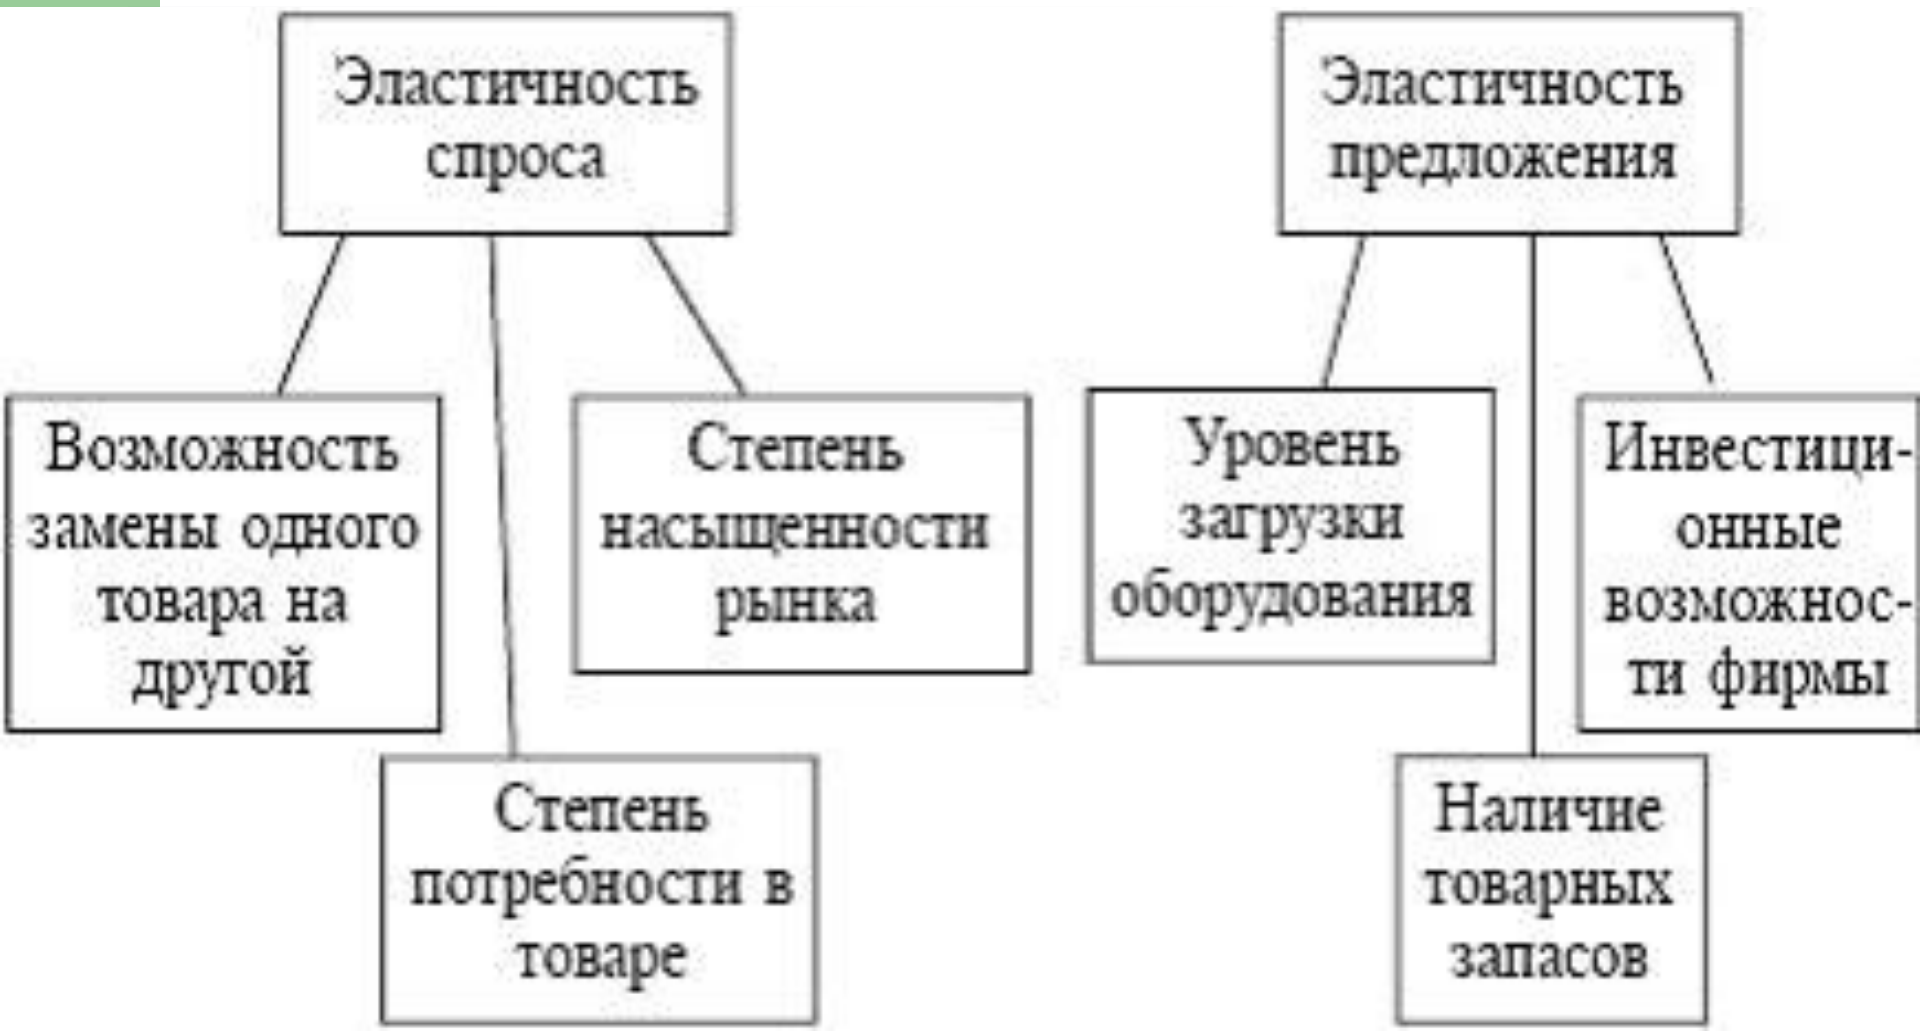 Эластичность
спроса
Возможность
замены одного
товара на
другой
Степень
потребности в
товаре
Степень
насыщенности
рынка
Эластичность
предложения
Уровень
загрузки
оборудования
Наличие
товарных
запасов
Инвестици-
онные
возможнос-
ти фирмы